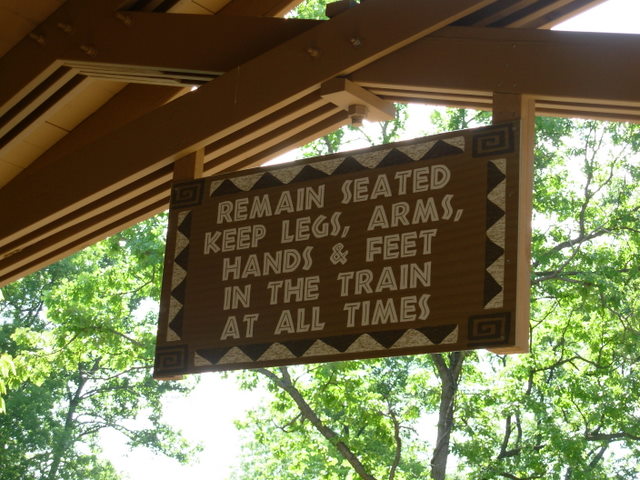 REMAIN SEATED
KEEP LEGS, ARMS,
HANDS & FEET
IN THE TRAIN
AT ALL TIMES